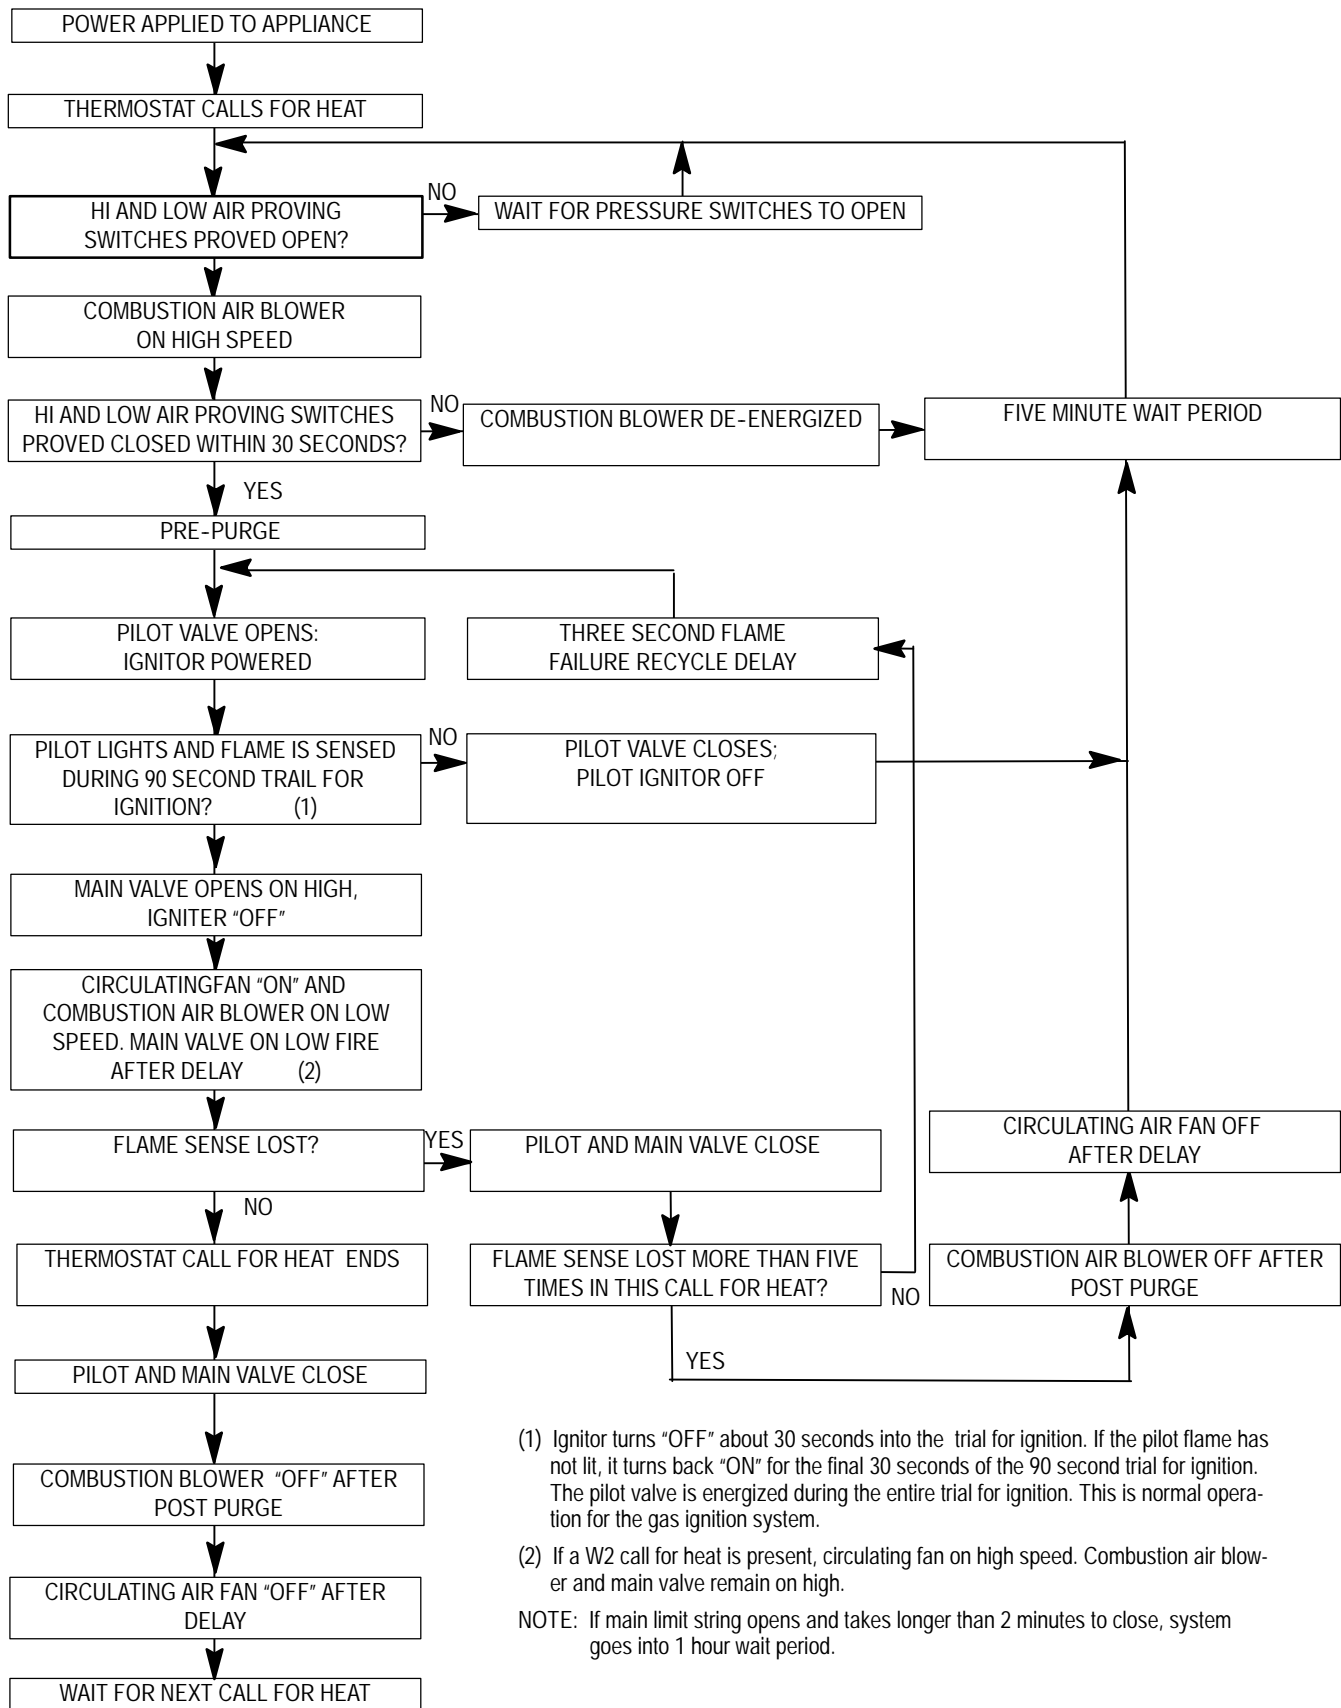 POWER APPLIED TO APPLIANCE
THERMOSTAT CALLS FOR HEAT
HI AND LOW AIR PROVING
SWITCHES PROVED OPEN?
NO
WAIT FOR PRESSURE SWITCHES TO OPEN
COMBUSTION AIR BLOWER
ON HIGH SPEED
HI AND LOW AIR PROVING SWITCHES
PROVED CLOSED WITHIN 30 SECONDS?
NO
COMBUSTION BLOWER DE-ENERGIZED
FIVE MINUTE WAIT PERIOD
YES
PRE-PURGE
PILOT VALVE OPENS:
IGNITOR POWERED
THREE SECOND FLAME
FAILURE RECYCLE DELAY
PILOT LIGHTS AND FLAME IS SENSED
DURING 90 SECOND TRAIL FOR
IGNITION? (1)
NO
PILOT VALVE CLOSES;
PILOT IGNITOR OFF
MAIN VALVE OPENS ON HIGH,
IGNITER “OFF”
CIRCULATINGFAN “ON” AND
COMBUSTION AIR BLOWER ON LOW
SPEED. MAIN VALVE ON LOW FIRE
AFTER DELAY (2)
FLAME SENSE LOST?
YES
PILOT AND MAIN VALVE CLOSE
CIRCULATING AIR FAN OFF
AFTER DELAY
NO
THERMOSTAT CALL FOR HEAT ENDS
FLAME SENSE LOST MORE THAN FIVE
TIMES IN THIS CALL FOR HEAT?
NO
COMBUSTION AIR BLOWER OFF AFTER
POST PURGE
YES
PILOT AND MAIN VALVE CLOSE
COMBUSTION BLOWER “OFF” AFTER
POST PURGE
CIRCULATING AIR FAN “OFF” AFTER
DELAY
WAIT FOR NEXT CALL FOR HEAT
(1) Ignitor turns “OFF” about 30 seconds into the trial for ignition. If the pilot flame has
not lit, it turns back “ON” for the final 30 seconds of the 90 second trial for ignition.
The pilot valve is energized during the entire trial for ignition. This is normal opera-
tion for the gas ignition system.
(2) If a W2 call for heat is present, circulating fan on high speed. Combustion air blow-
er and main valve remain on high.
NOTE: If main limit string opens and takes longer than 2 minutes to close, system
goes into 1 hour wait period.